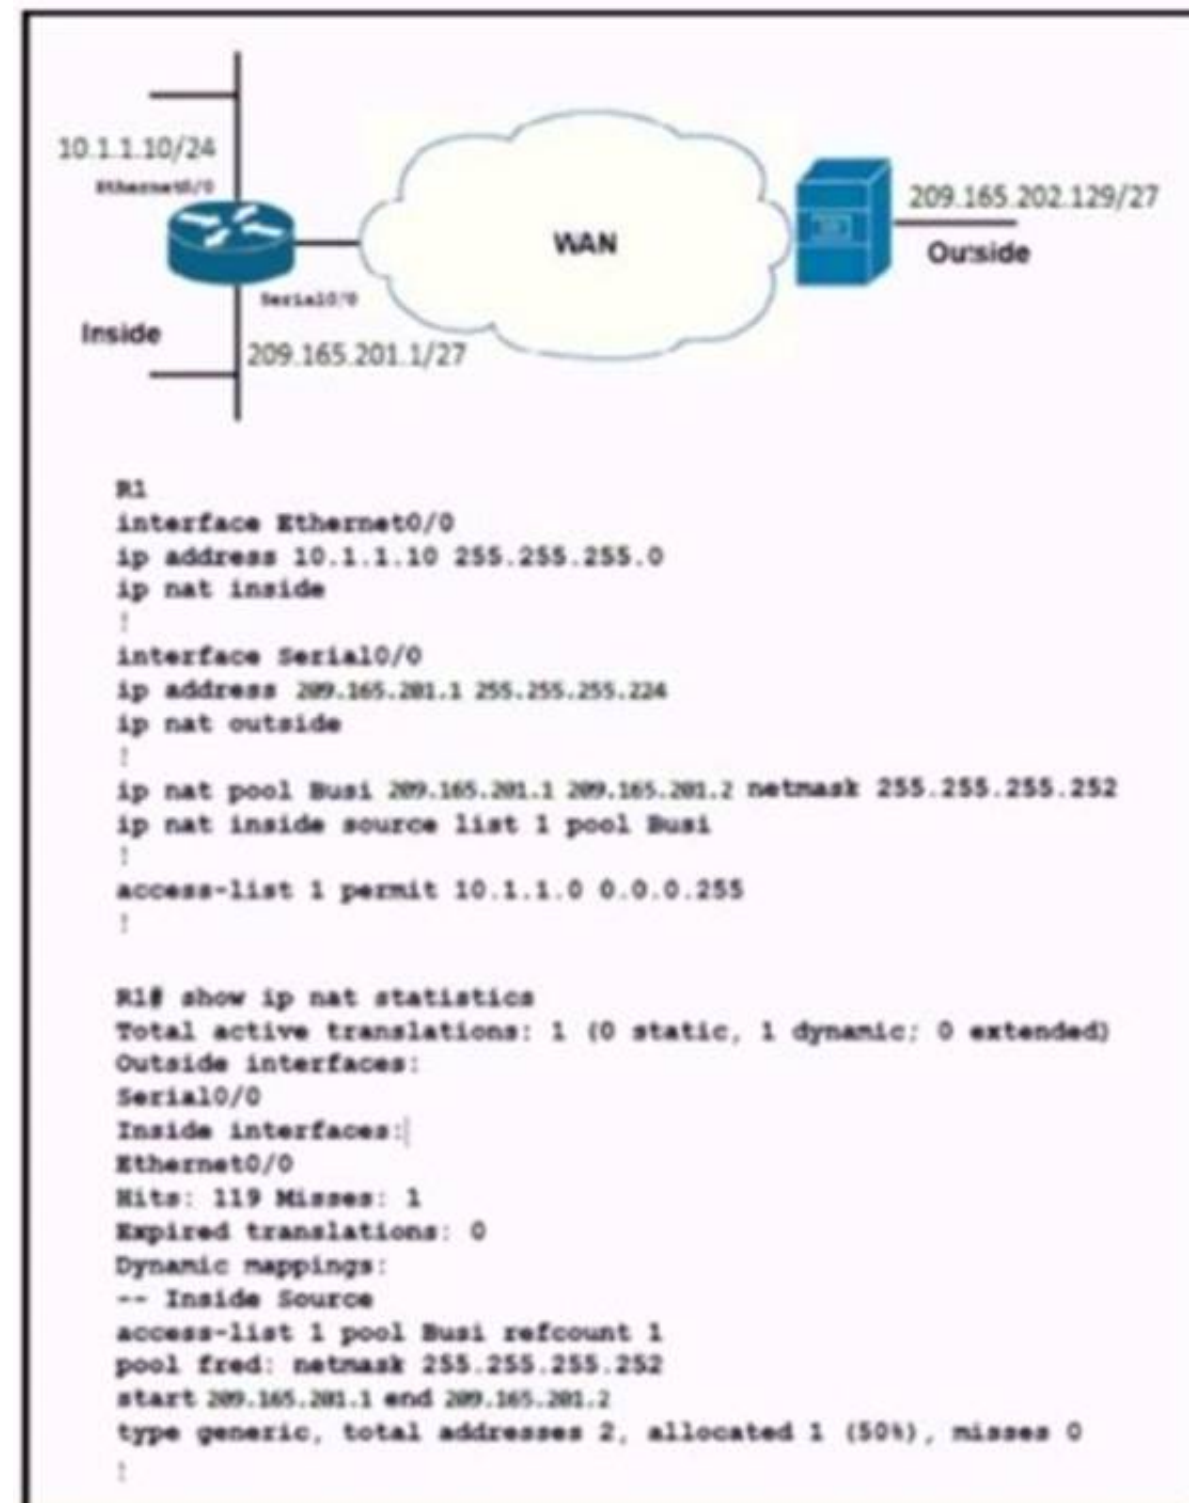 10.1.1.10/24
Ethernet0/0
WAN
209.165.202.129/27
Outside
Serial0/0
Inside
209.165.201.1/27
R1
interface Ethernet0/0
ip address 10.1.1.10 255.255.255.0
ip nat inside
!
interface Serial0/0
ip address 209.165.201.1 255.255.255.224
ip nat outside
!
ip nat pool Busi 209.165.201.1 209.165.201.2 netmask 255.255.255.252
ip nat inside source list 1 pool Busi
!
access-list 1 permit 10.1.1.0 0.0.0.255
!
R1# show ip nat statistics
Total active translations: 1 (0 static, 1 dynamic; 0 extended)
Outside interfaces:
Serial0/0
Inside interfaces:
Ethernet0/0
Hits: 119 Misses: 1
Expired translations: 0
Dynamic mappings:
-- Inside Source
access-list 1 pool Busi refcount 1
pool fred: netmask 255.255.255.252
start 209.165.201.1 end 209.165.201.2
type generic, total addresses 2, allocated 1 (50%), misses 0
!